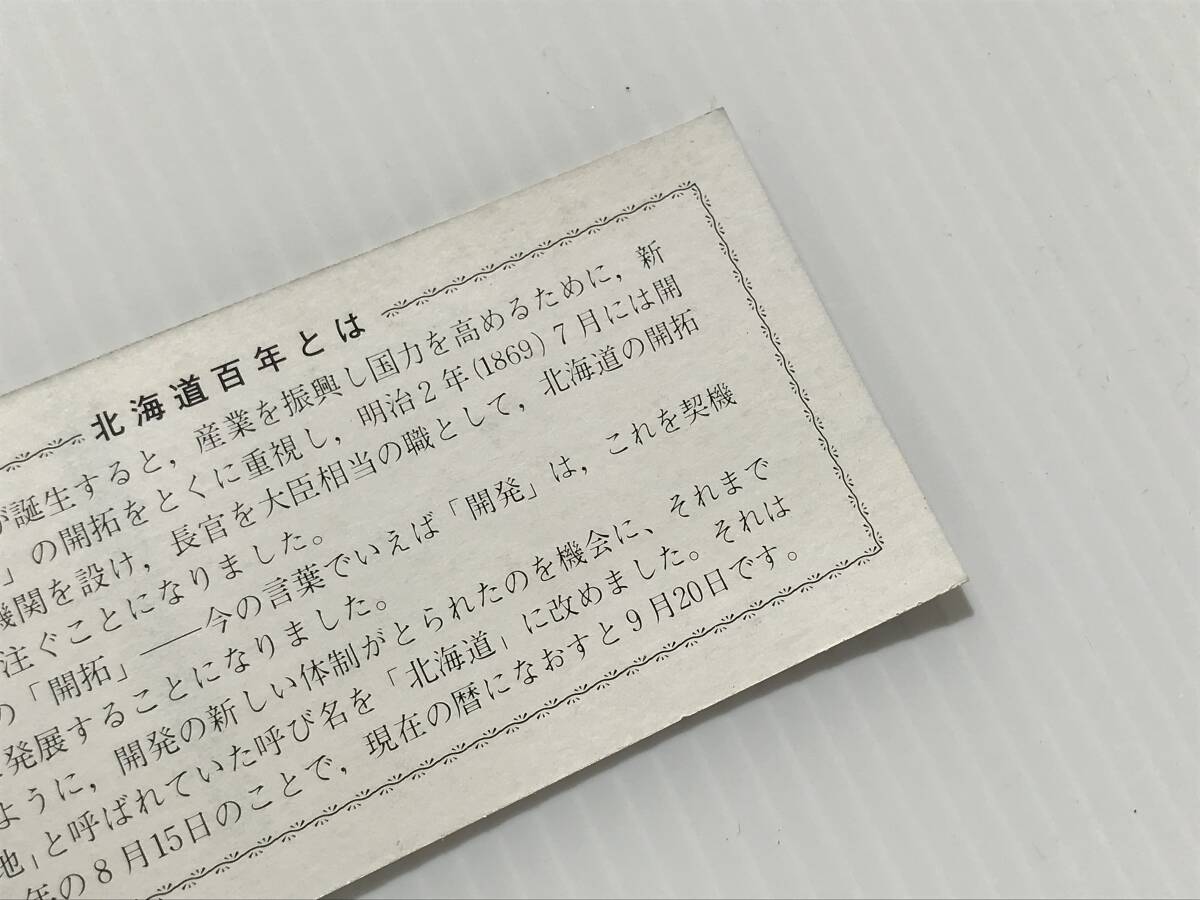 北海道百年とは
が誕生すると，産業を振興し国力を高めるために，新
」の開拓をとくに重視し，明治2年(1869)7月には開
機関を設け，長官を大臣相当の職として，北海道の開拓
注ぐことになりました。
の「開拓」――今の言葉でいえば「開発」は，これを契機
発展することになりました。
ように，開発の新しい体制がとられたのを機会に、それまで
地」と呼ばれていた呼び名を「北海道」に改めました。それは
年の8月15日のことで，現在の暦になおすと9月20日です。